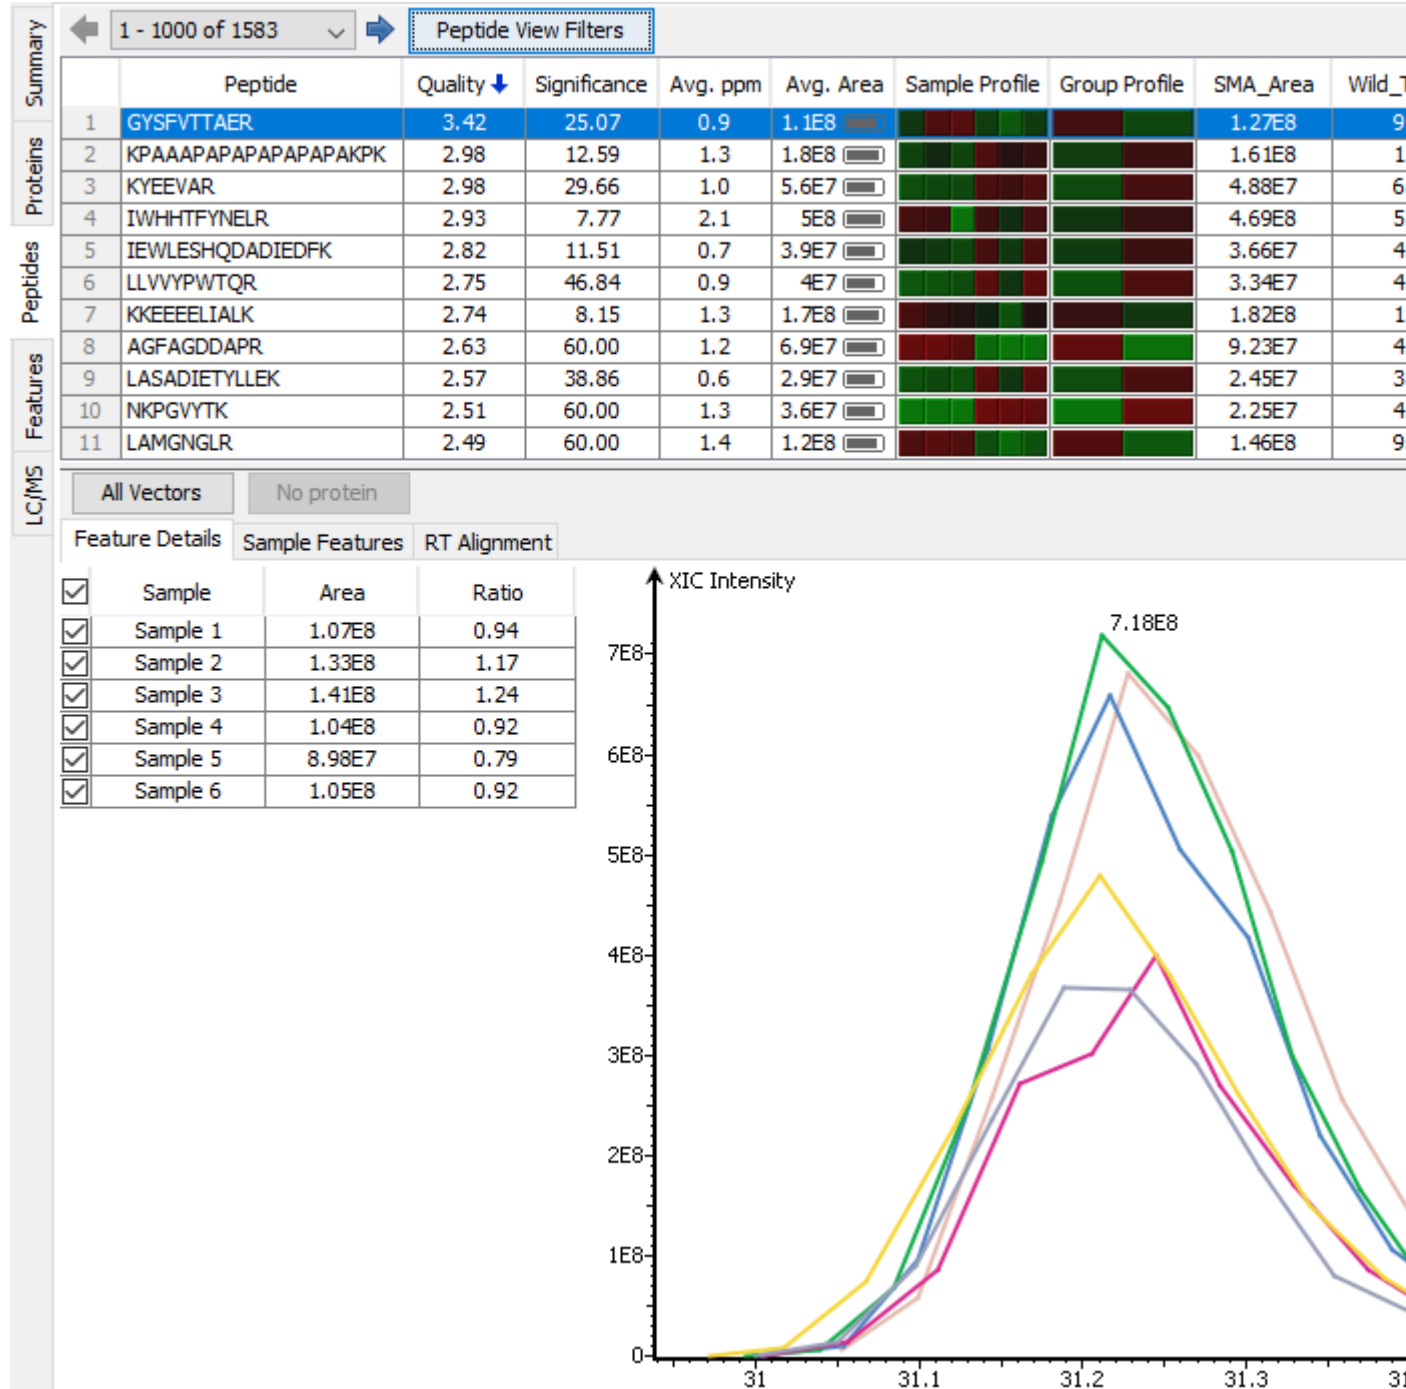 Summary
Proteins
Peptides
Features
LC/MS
1 - 1000 of 1583 Peptide View Filters
Peptide Quality Significance Avg. ppm Avg. Area Sample Profile Group Profile SMA_Area Wild_T
1 GYSFVTTAER 3.42 25.07 0.9 1.1E8 1.27E8 9
2 KPAAAPAPAPAPAPAPAKPK 2.98 12.59 1.3 1.8E8 1.61E8 1
3 KYEEVAR 2.98 29.66 1.0 5.6E7 4.88E7 6
4 IWHHTFYNELR 2.93 7.77 2.1 5E8 4.69E8 5
5 IEWLESHQDADIEDFK 2.82 11.51 0.7 3.9E7 3.66E7 4
6 LLVVYPWTQR 2.75 46.84 0.9 4E7 3.34E7 4
7 KKEEEELIALK 2.74 8.15 1.3 1.7E8 1.82E8 1
8 AGFAGDDAPR 2.63 60.00 1.2 6.9E7 9.23E7 4
9 LASADIETYLLEK 2.57 38.86 0.6 2.9E7 2.45E7 3
10 NKPGVYTK 2.51 60.00 1.3 3.6E7 2.25E7 4
11 LAMGNGLR 2.49 60.00 1.4 1.2E8 1.46E8 9
All Vectors No protein
Feature Details Sample Features RT Alignment
Sample Area Ratio
Sample 1 1.07E8 0.94
Sample 2 1.33E8 1.17
Sample 3 1.41E8 1.24
Sample 4 1.04E8 0.92
Sample 5 8.98E7 0.79
Sample 6 1.05E8 0.92
XIC Intensity
7.18E8
7E8
6E8
5E8
4E8
3E8
2E8
1E8
0
31 31.1 31.2 31.3 31